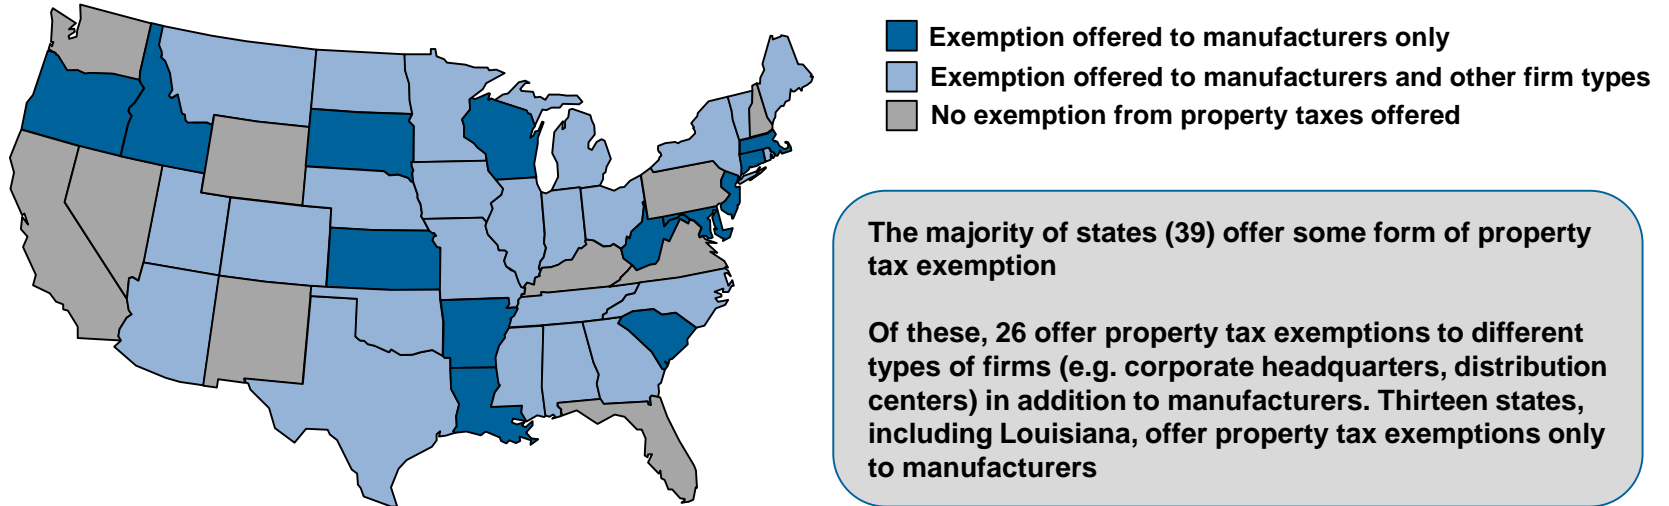 Exemption offered to manufacturers only
Exemption offered to manufacturers and other firm types
No exemption from property taxes offered
The majority of states (39) offer some form of property
tax exemption
Of these, 26 offer property tax exemptions to different
types of firms (e.g. corporate headquarters, distribution
centers) in addition to manufacturers. Thirteen states,
including Louisiana, offer property tax exemptions only
to manufacturers